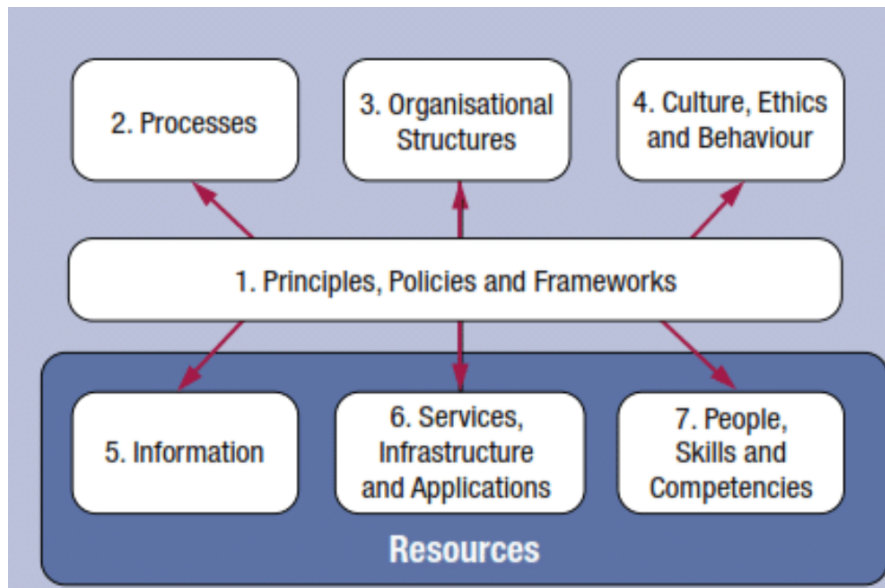 2. Processes
3. Organisational
Structures
4. Culture, Ethics
and Behaviour
1. Principles, Policies and Frameworks
5. Information
6. Services,
Infrastructure
and Applications
7. People,
Skills and
Competencies
Resources